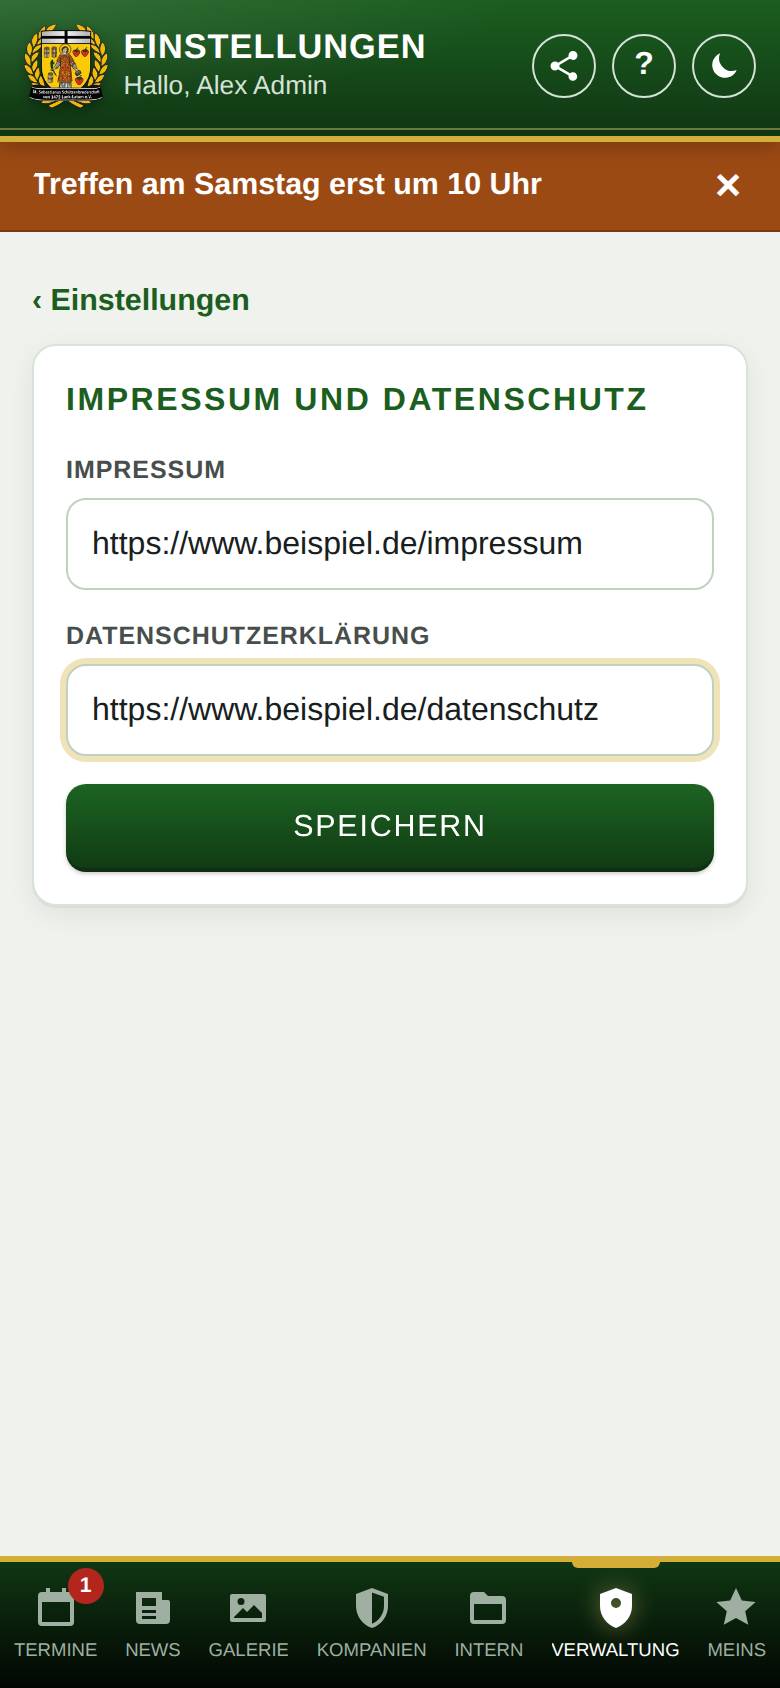 EINSTELLUNGEN
Hallo, Alex Admin
?
Treffen am Samstag erst um 10 Uhr
×
‹ Einstellungen
IMPRESSUM UND DATENSCHUTZ
IMPRESSUM
https://www.beispiel.de/impressum
DATENSCHUTZERKLÄRUNG
https://www.beispiel.de/datenschutz
SPEICHERN
1
TERMINE NEWS GALERIE KOMPANIEN INTERN VERWALTUNG MEINS